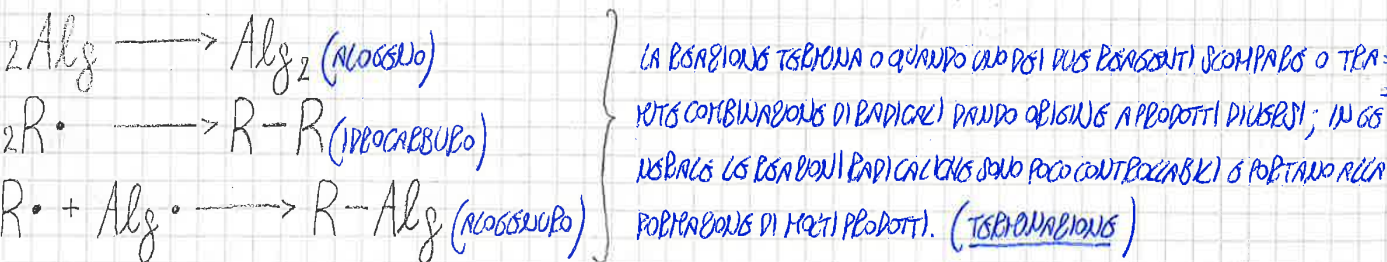 2Alg ⟶ Alg₂ (ALOGENO)
2R• ⟶ R-R (IDROCARBURO)
R• + Alg• ⟶ R-Alg (ALOGENURO)
LA REAZIONE TERMINA O QUANDO UNO DEI DUE REAGENTI SCOMPARE O TRA=
MITE COMBINAZIONE DI RADICALI DANDO ORIGINE A PRODOTTI DIVERSI; IN GE
NERALE LE REAZIONI RADICALICHE SONO POCO CONTROLLABILI E PORTANO ALLA
FORMAZIONE DI MOLTI PRODOTTI. (TERMINAZIONE)